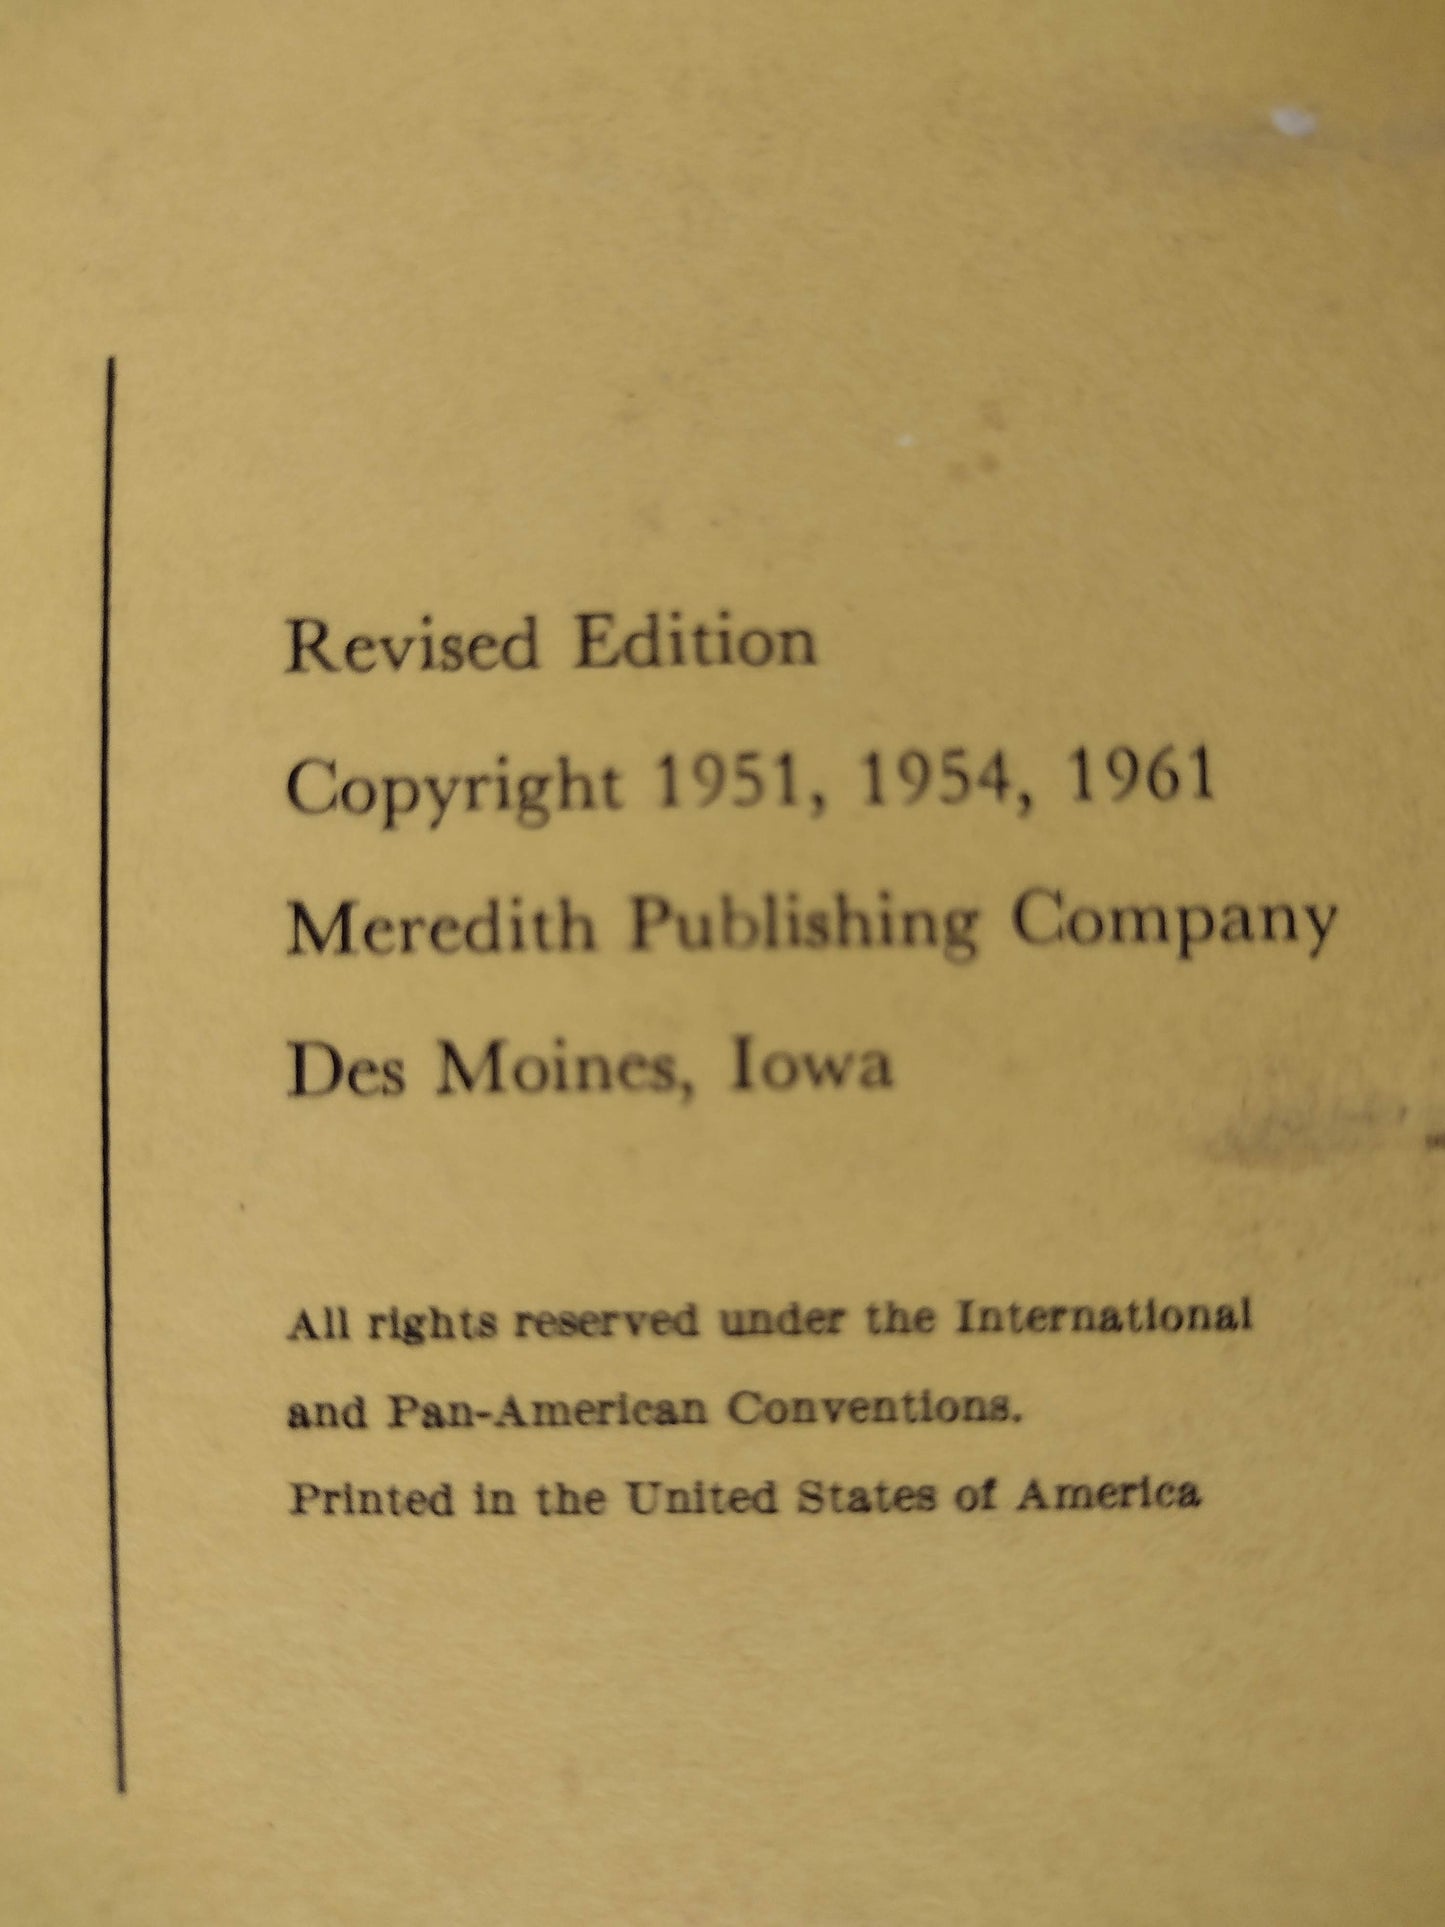 Revised Edition
Copyright 1951, 1954, 1961
Meredith Publishing Company
Des Moines, Iowa
All rights reserved under the International
and Pan-American Conventions.
Printed in the United States of America